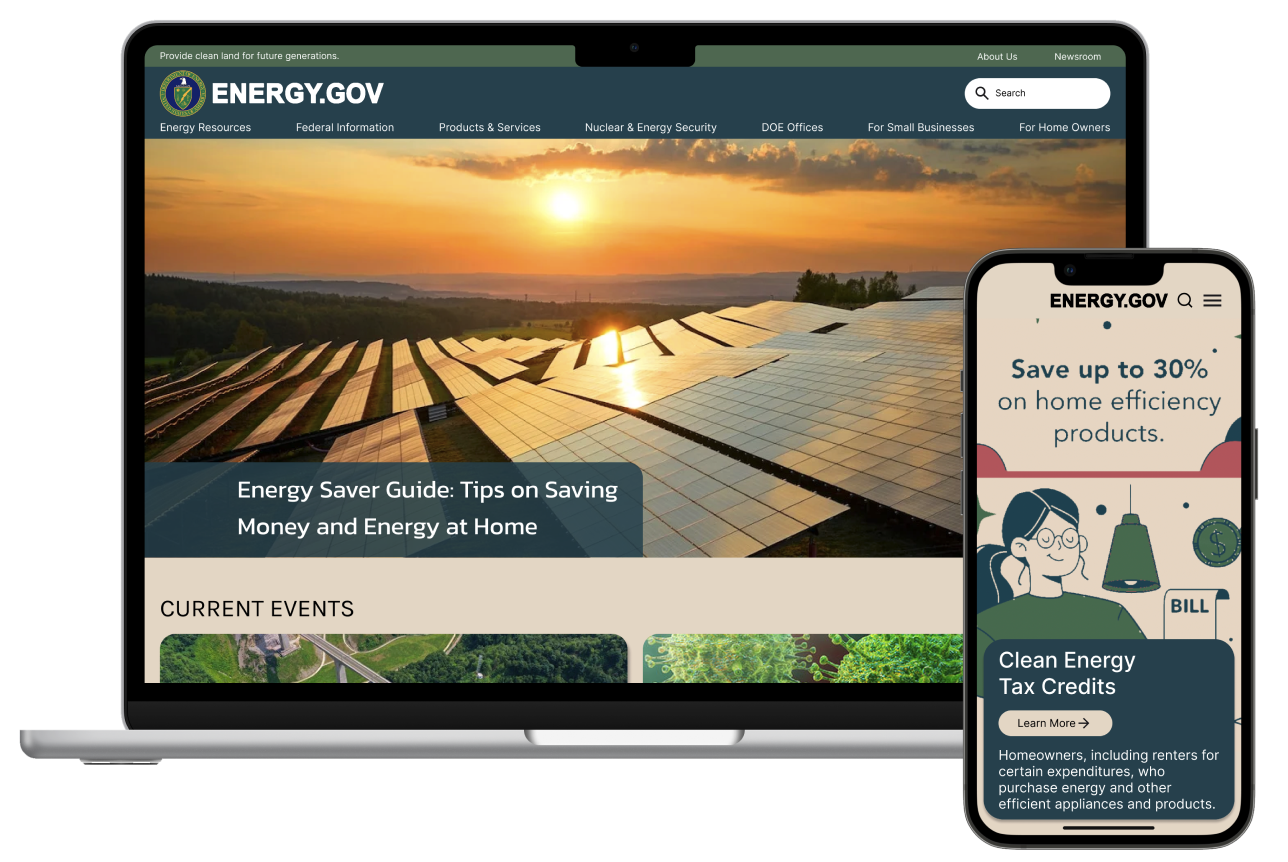 Provide clean land for future generations.
About Us
Newsroom
ENERGY.GOV
Search
Energy Resources
Federal Information
Products & Services
Nuclear & Energy Security
DOE Offices
For Small Businesses
For Home Owners
Energy Saver Guide: Tips on Saving
Money and Energy at Home
CURRENT EVENTS
ENERGY.GOV
Save up to 30%
on home efficiency
products.
$
BILL
Clean Energy
Tax Credits
Learn More
Homeowners, including renters for
certain expenditures, who
purchase energy and other
efficient appliances and products.